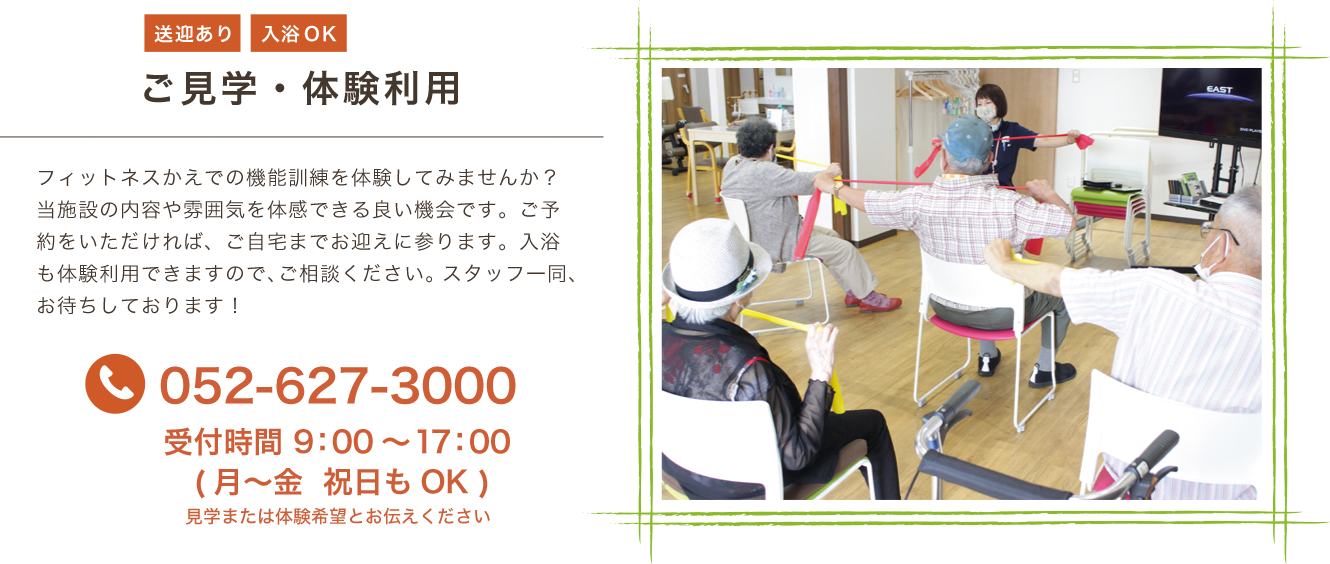 送迎あり 入浴OK
ご見学・体験利用
フィットネスかえでの機能訓練を体験してみませんか？
当施設の内容や雰囲気を体感できる良い機会です。ご予
約をいただければ、ご自宅までお迎えに参ります。入浴
も体験利用できますので、ご相談ください。スタッフ一同、
お待ちしております！
052-627-3000
受付時間 9：00 ～17：00
( 月～金 祝日も OK )
見学または体験希望とお伝えください
EAST
DVD PLAYER